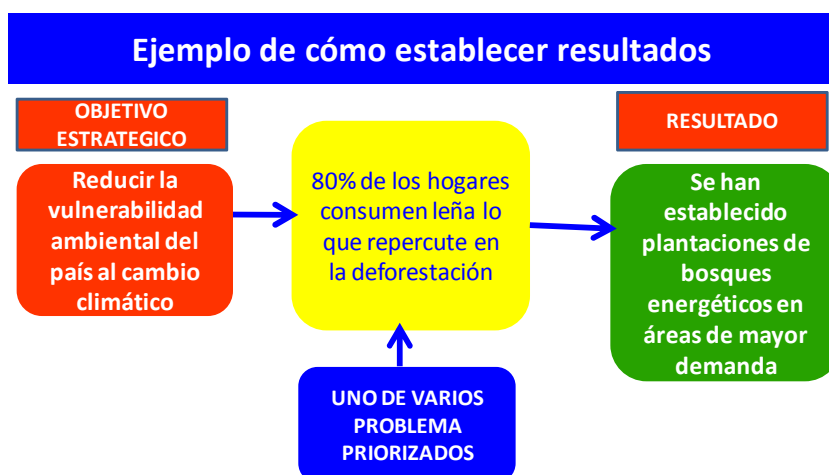 Ejemplo de cómo establecer resultados
OBJETIVO
ESTRATEGICO
Reducir la
vulnerabilidad
ambiental del
país al cambio
climático
80% de los hogares
consumen leña lo
que repercute en
la deforestación
UNO DE VARIOS
PROBLEMA
PRIORIZADOS
RESULTADO
Se han
establecido
plantaciones de
bosques
energéticos en
áreas de mayor
demanda